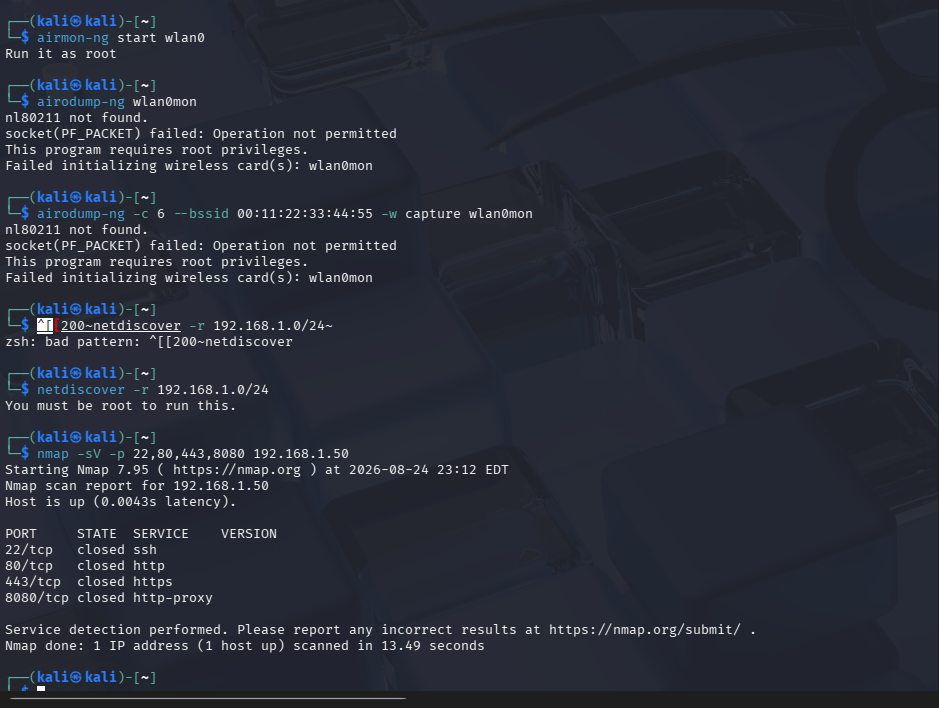 ┌──(kali㉿kali)-[~]
└─$ airmon-ng start wlan0
Run it as root
┌──(kali㉿kali)-[~]
└─$ airodump-ng wlan0mon
nl80211 not found.
socket(PF_PACKET) failed: Operation not permitted
This program requires root privileges.
Failed initializing wireless card(s): wlan0mon
┌──(kali㉿kali)-[~]
└─$ airodump-ng -c 6 --bssid 00:11:22:33:44:55 -w capture wlan0mon
nl80211 not found.
socket(PF_PACKET) failed: Operation not permitted
This program requires root privileges.
Failed initializing wireless card(s): wlan0mon
┌──(kali㉿kali)-[~]
└─$ ^[[200~netdiscover -r 192.168.1.0/24~
zsh: bad pattern: ^[[200~netdiscover
┌──(kali㉿kali)-[~]
└─$ netdiscover -r 192.168.1.0/24
You must be root to run this.
┌──(kali㉿kali)-[~]
└─$ nmap -sV -p 22,80,443,8080 192.168.1.50
Starting Nmap 7.95 ( https://nmap.org ) at 2026-08-24 23:12 EDT
Nmap scan report for 192.168.1.50
Host is up (0.0043s latency).
PORT     STATE  SERVICE    VERSION
22/tcp   closed ssh
80/tcp   closed http
443/tcp  closed https
8080/tcp closed http-proxy
Service detection performed. Please report any incorrect results at https://nmap.org/submit/ .
Nmap done: 1 IP address (1 host up) scanned in 13.49 seconds
┌──(kali㉿kali)-[~]
└─$